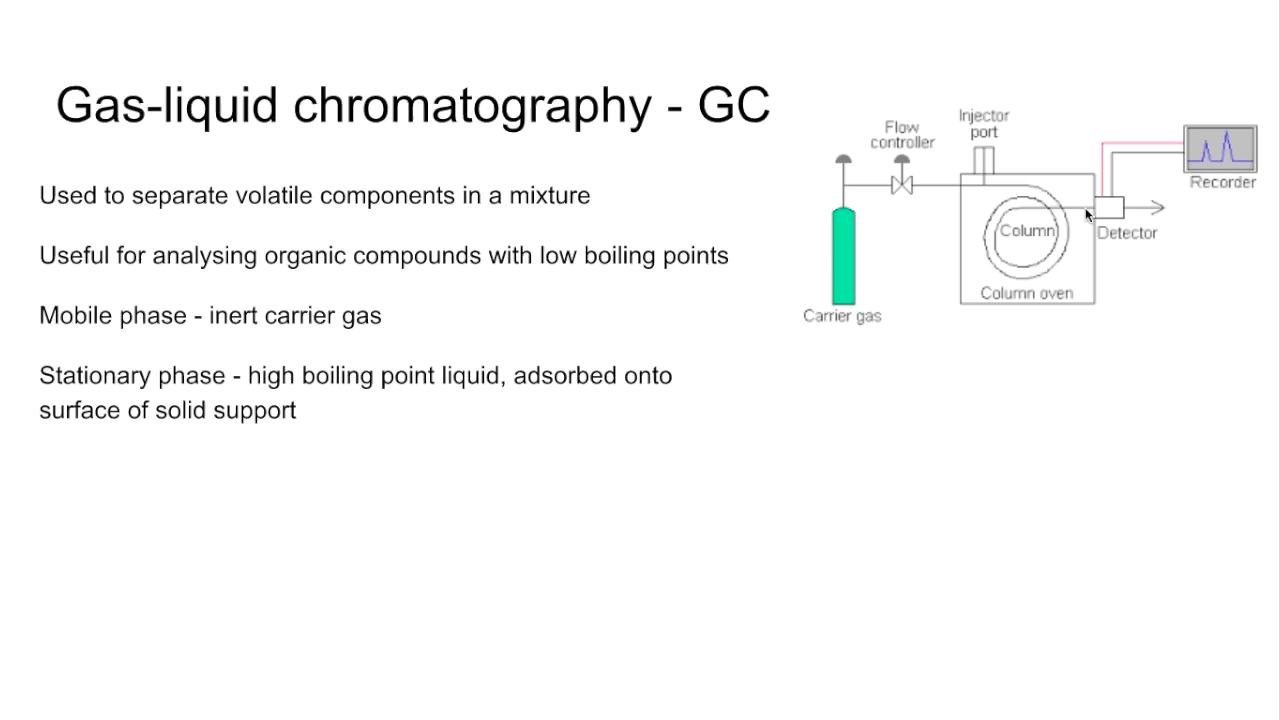 Gas-liquid chromatography - GC
Used to separate volatile components in a mixture
Useful for analysing organic compounds with low boiling points
Mobile phase - inert carrier gas
Stationary phase - high boiling point liquid, adsorbed onto
surface of solid support
Flow
controller
Injector
port
Recorder
Column
Detector
Column oven
Carrier gas